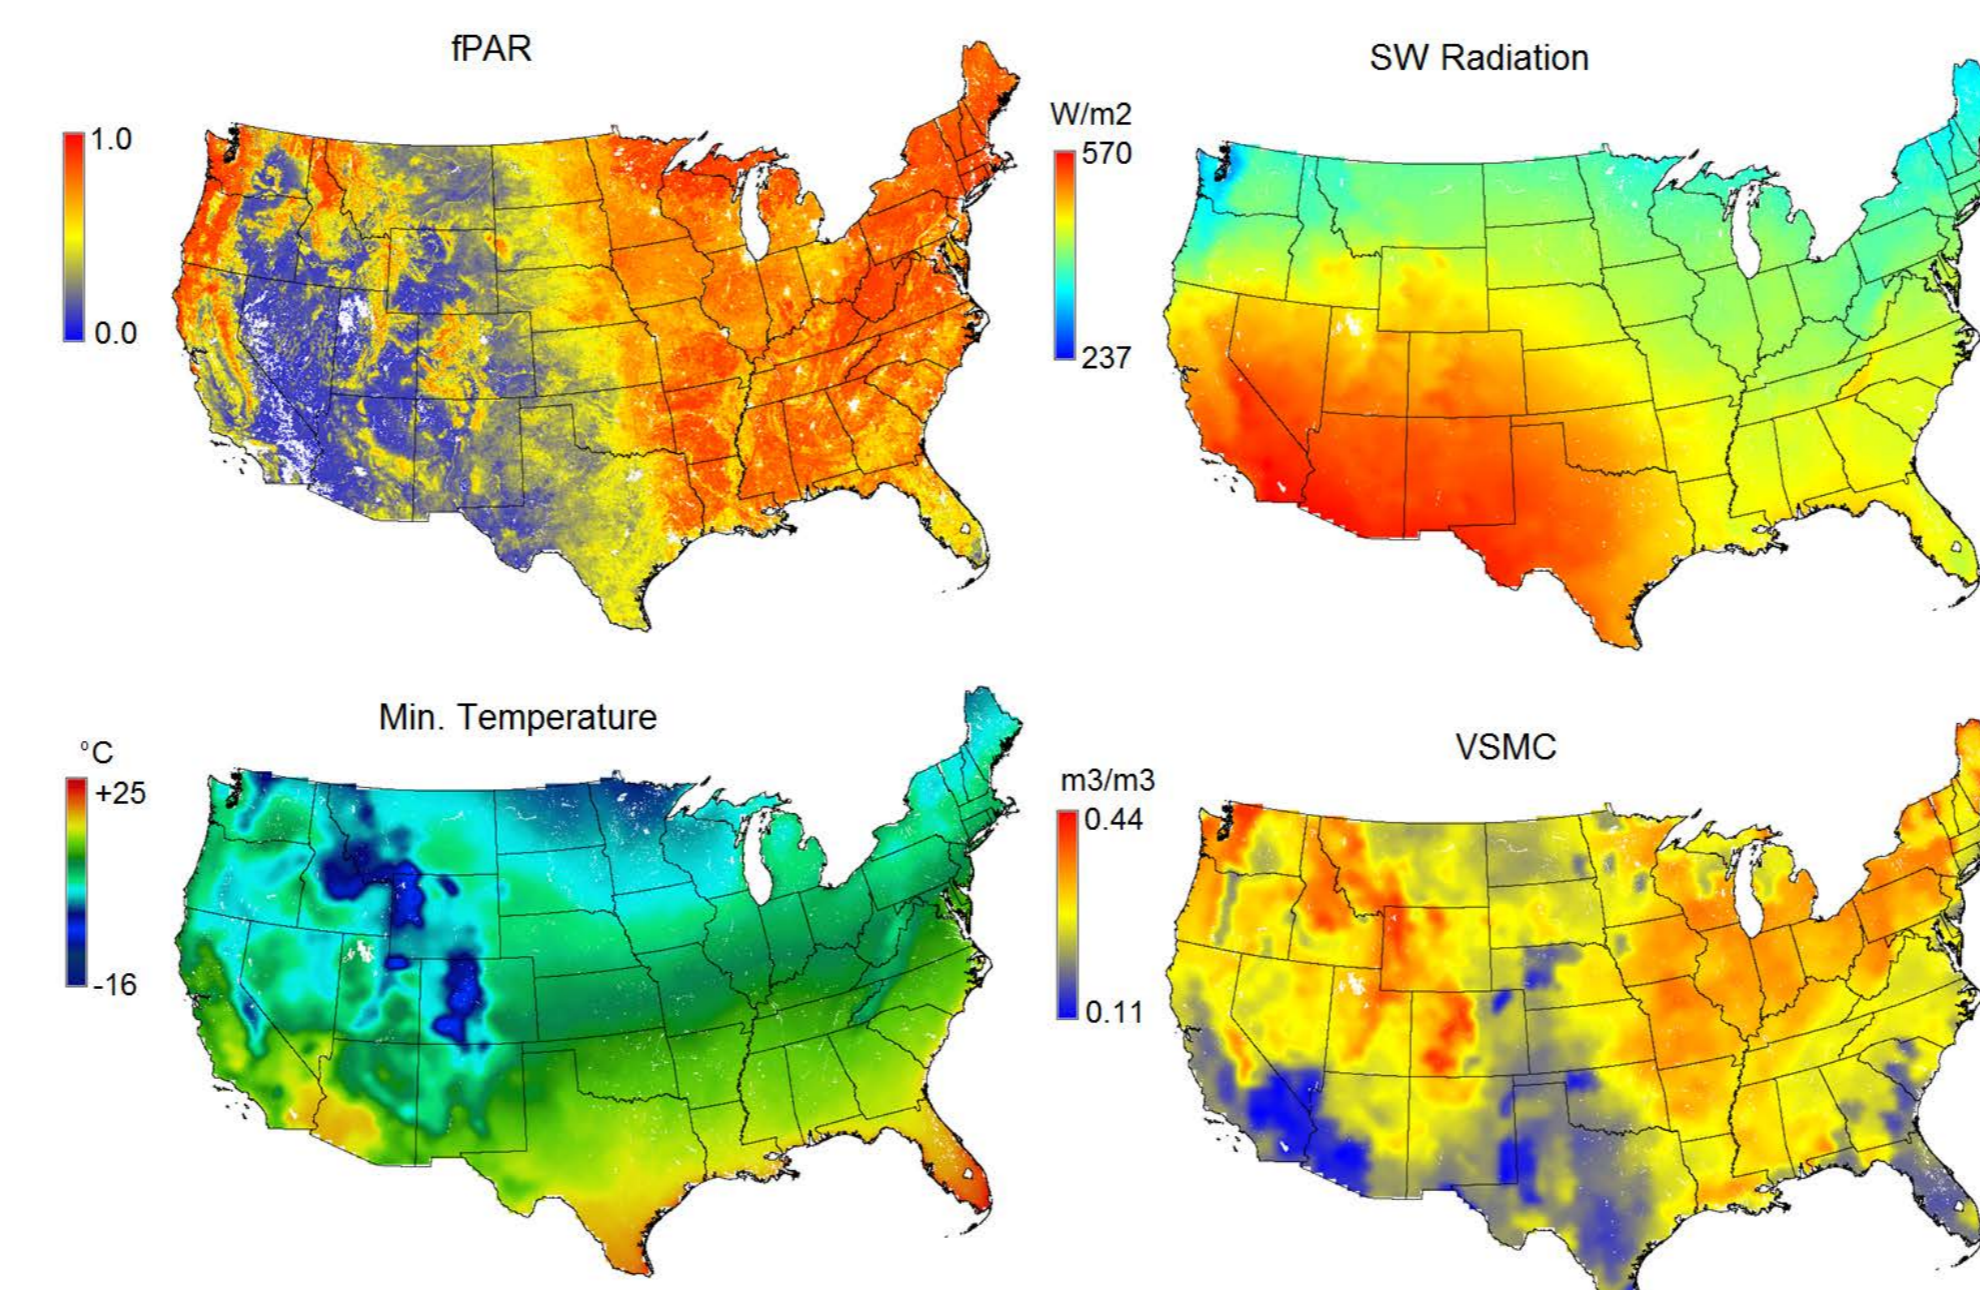 fPAR
1.0
0.0
SW Radiation
W/m2
570
237
Min. Temperature
°C
+25
-16
VSMC
m3/m3
0.44
0.11